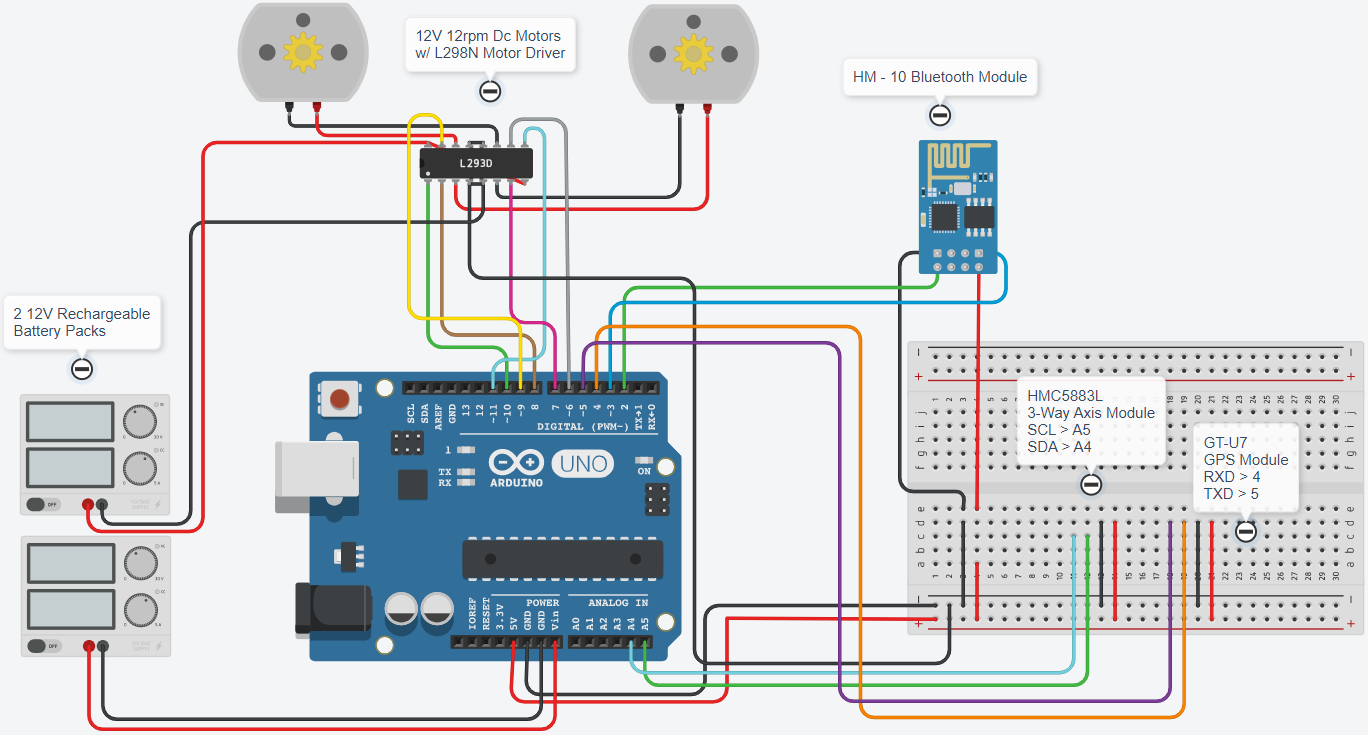 12V 12rpm Dc Motors
w/ L298N Motor Driver
HM - 10 Bluetooth Module
L293D
2 12V Rechargeable
Battery Packs
HMC5883L
3-Way Axis Module
SCL > A5
SDA > A4
GT-U7
GPS Module
RXD > 4
TXD > 5
OFF
OFF
SCL
SDA
AREF
GND
13
12
~11
~10
~9
8
7
~6
~5
4
~3
2
TX→1
RX←0
DIGITAL (PWM~)
1
TX
RX
ARDUINO
UNO
ON
IOREF
RESET
3.3V
5V
GND
GND
Vin
POWER
ANALOG IN
A0
A1
A2
A3
A4
A5